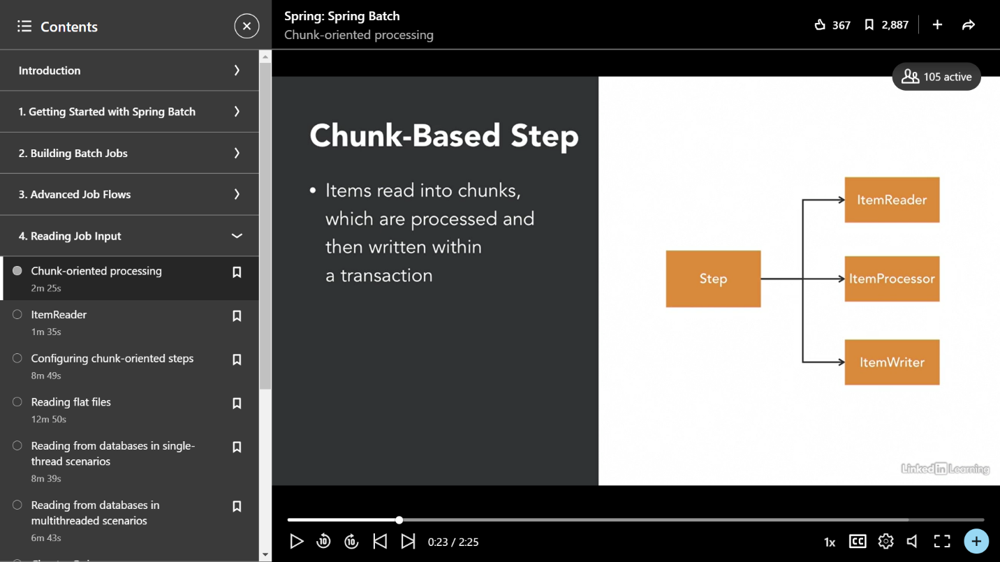 Contents
Introduction
1. Getting Started with Spring Batch
2. Building Batch Jobs
3. Advanced Job Flows
4. Reading Job Input
Chunk-oriented processing
2m 25s
ItemReader
1m 35s
Configuring chunk-oriented steps
8m 49s
Reading flat files
12m 50s
Reading from databases in single-
thread scenarios
8m 39s
Reading from databases in
multithreaded scenarios
6m 43s
Spring: Spring Batch
Chunk-oriented processing
367
2,887
105 active
Chunk-Based Step
• Items read into chunks,
which are processed and
then written within
a transaction
Step
ItemReader
ItemProcessor
ItemWriter
LinkedIn Learning
10
10
0:23 / 2:25
1x
CC